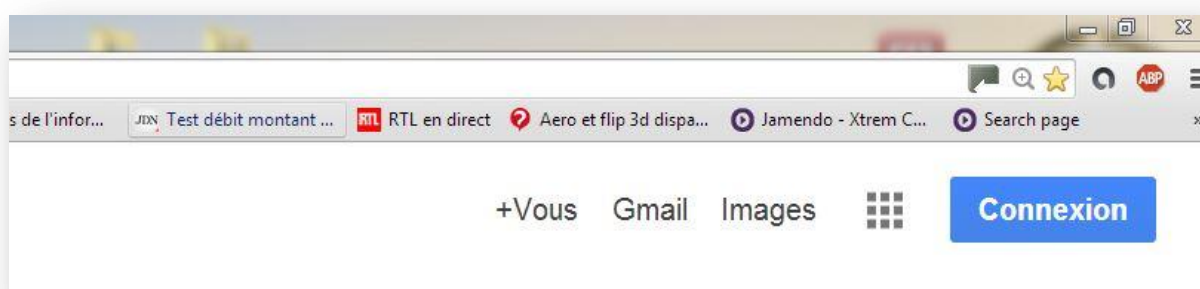 ABP
s de l'infor... JDN Test débit montant ... RTL RTL en direct Aero et flip 3d dispa... Jamendo - Xtrem C... Search page »
+Vous Gmail Images Connexion